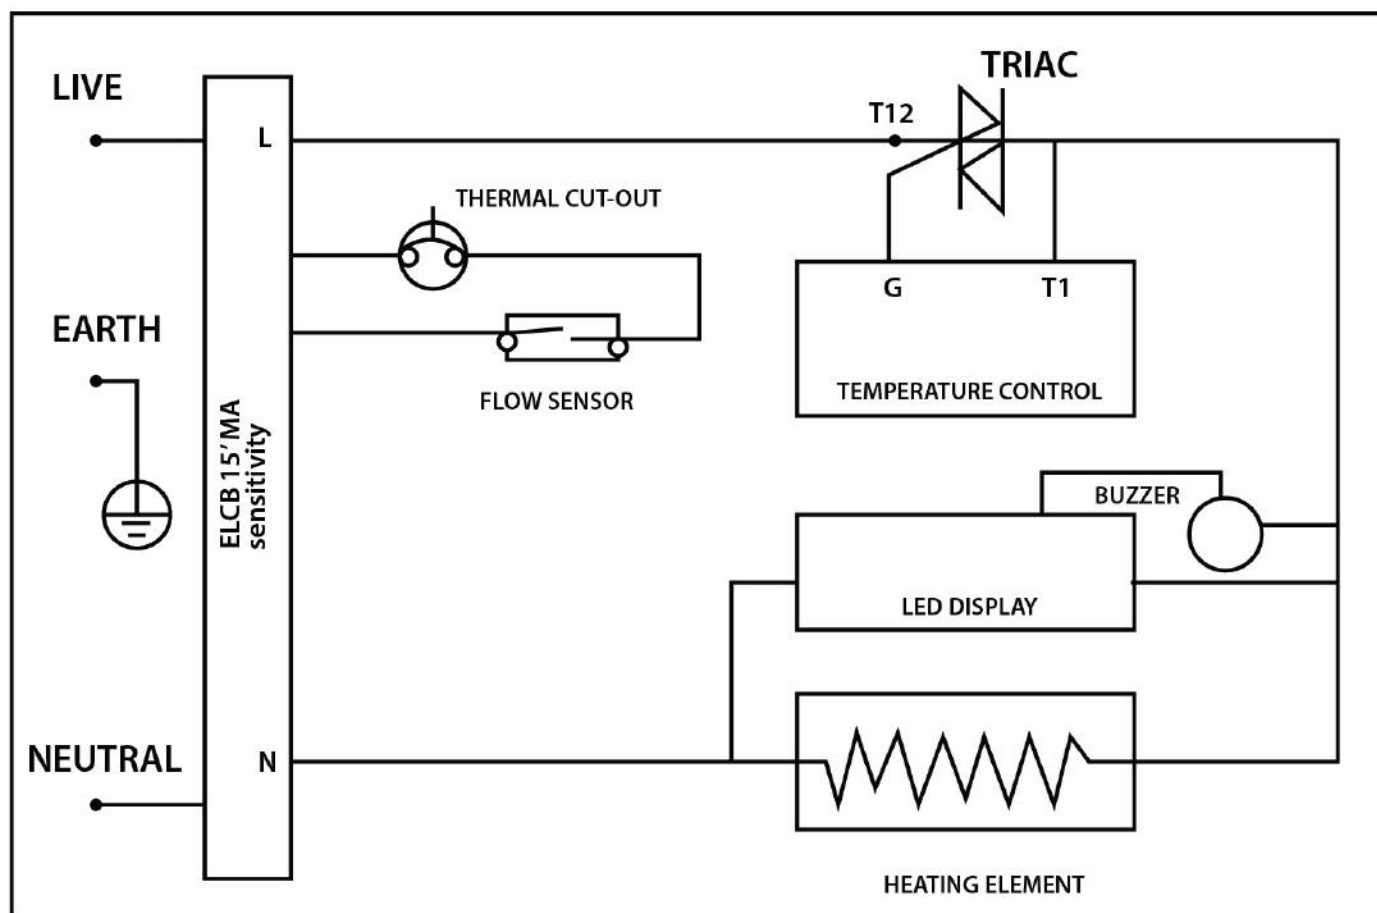 TRIAC
LIVE
T12
L
THERMAL CUT-OUT
G
T1
EARTH
TEMPERATURE CONTROL
FLOW SENSOR
ELCB 15'MA
sensitivity
BUZZER
LED DISPLAY
NEUTRAL
N
HEATING ELEMENT